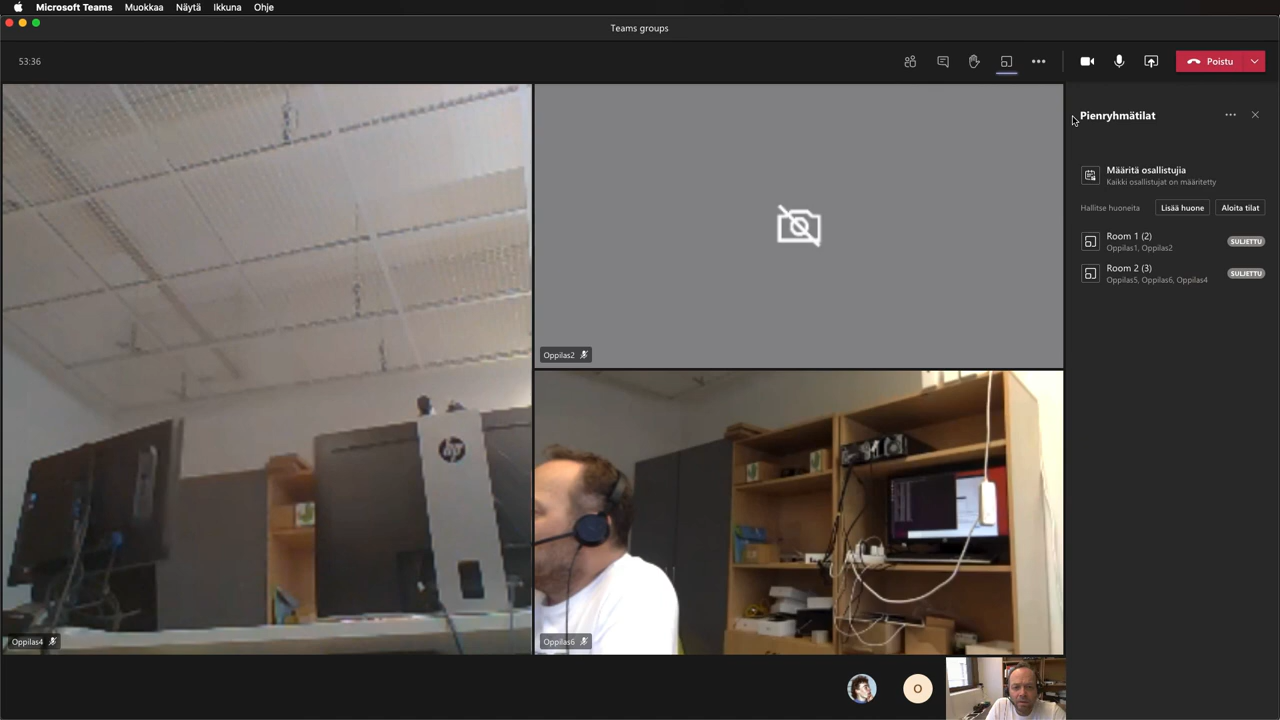 Microsoft Teams Muokkaa Näytä Ikkuna Ohje
Teams groups
53:36
Poistu
Pienryhmätilat
Määritä osallistujia
Kaikki osallistujat on määritetty
Hallitse huoneita
Lisää huone
Aloita tilat
Room 1 (2)
Oppilas1, Oppilas2
SULJETTU
Room 2 (3)
Oppilas5, Oppilas6, Oppilas4
SULJETTU
Oppilas2
hp
Oppilas4
Oppilas6
O